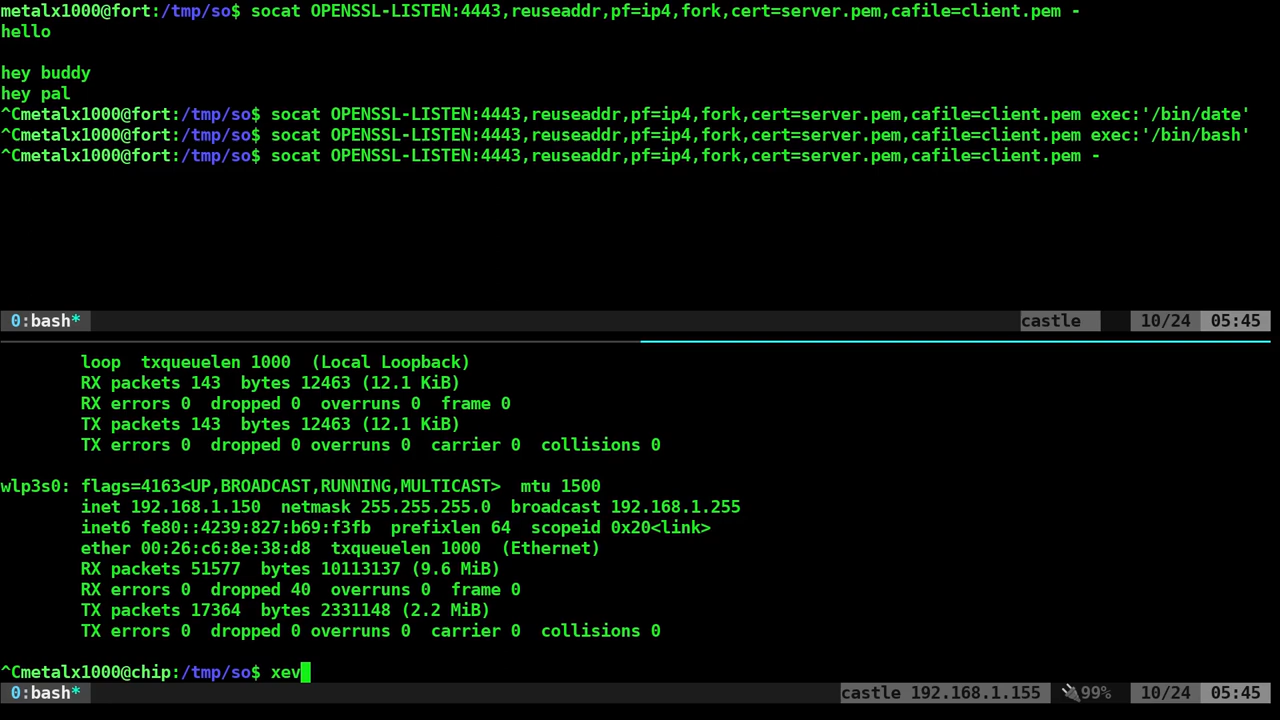 metalx1000@fort:/tmp/so$ socat OPENSSL-LISTEN:4443,reuseaddr,pf=ip4,fork,cert=server.pem,cafile=client.pem -
hello
hey buddy
hey pal
^Cmetalx1000@fort:/tmp/so$ socat OPENSSL-LISTEN:4443,reuseaddr,pf=ip4,fork,cert=server.pem,cafile=client.pem exec:'/bin/date'
^Cmetalx1000@fort:/tmp/so$ socat OPENSSL-LISTEN:4443,reuseaddr,pf=ip4,fork,cert=server.pem,cafile=client.pem exec:'/bin/bash'
^Cmetalx1000@fort:/tmp/so$ socat OPENSSL-LISTEN:4443,reuseaddr,pf=ip4,fork,cert=server.pem,cafile=client.pem -
0:bash* castle 10/24 05:45
loop  txqueuelen 1000  (Local Loopback)
RX packets 143  bytes 12463 (12.1 KiB)
RX errors 0  dropped 0  overruns 0  frame 0
TX packets 143  bytes 12463 (12.1 KiB)
TX errors 0  dropped 0 overruns 0  carrier 0  collisions 0
wlp3s0: flags=4163<UP,BROADCAST,RUNNING,MULTICAST>  mtu 1500
inet 192.168.1.150  netmask 255.255.255.0  broadcast 192.168.1.255
inet6 fe80::4239:827:b69:f3fb  prefixlen 64  scopeid 0x20<link>
ether 00:26:c6:8e:38:d8  txqueuelen 1000  (Ethernet)
RX packets 51577  bytes 10113137 (9.6 MiB)
RX errors 0  dropped 40  overruns 0  frame 0
TX packets 17364  bytes 2331148 (2.2 MiB)
TX errors 0  dropped 0 overruns 0  carrier 0  collisions 0
^Cmetalx1000@chip:/tmp/so$ xev
0:bash* castle 192.168.1.155 🔌99% 10/24 05:45